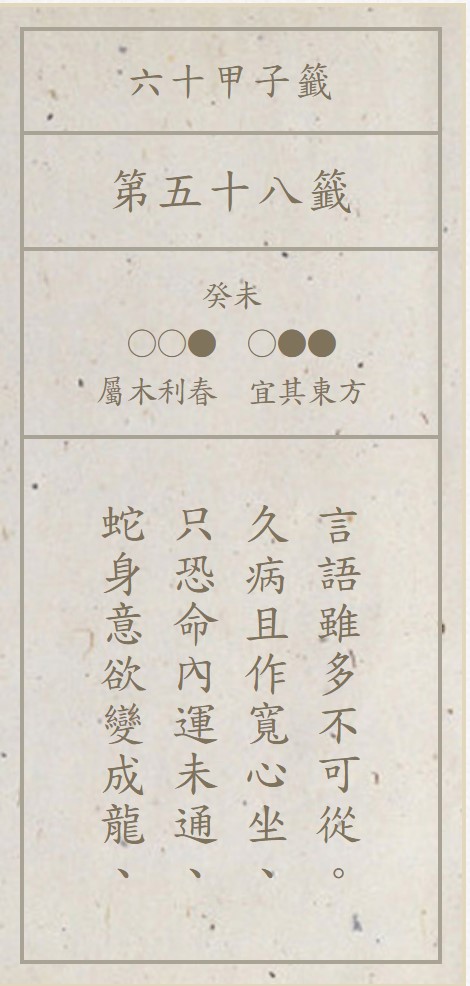 六十甲子籤
第五十八籤
癸未
○○● ○●●
屬木利春 宜其東方
蛇身意欲變成龍、
只恐命內運未通、
久病且作寬心坐、
言語雖多不可從。